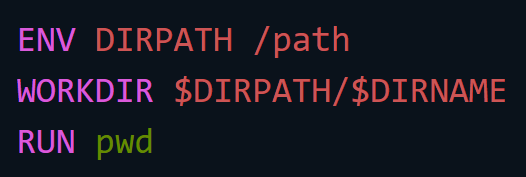 ENV DIRPATH /path
WORKDIR $DIRPATH/$DIRNAME
RUN pwd